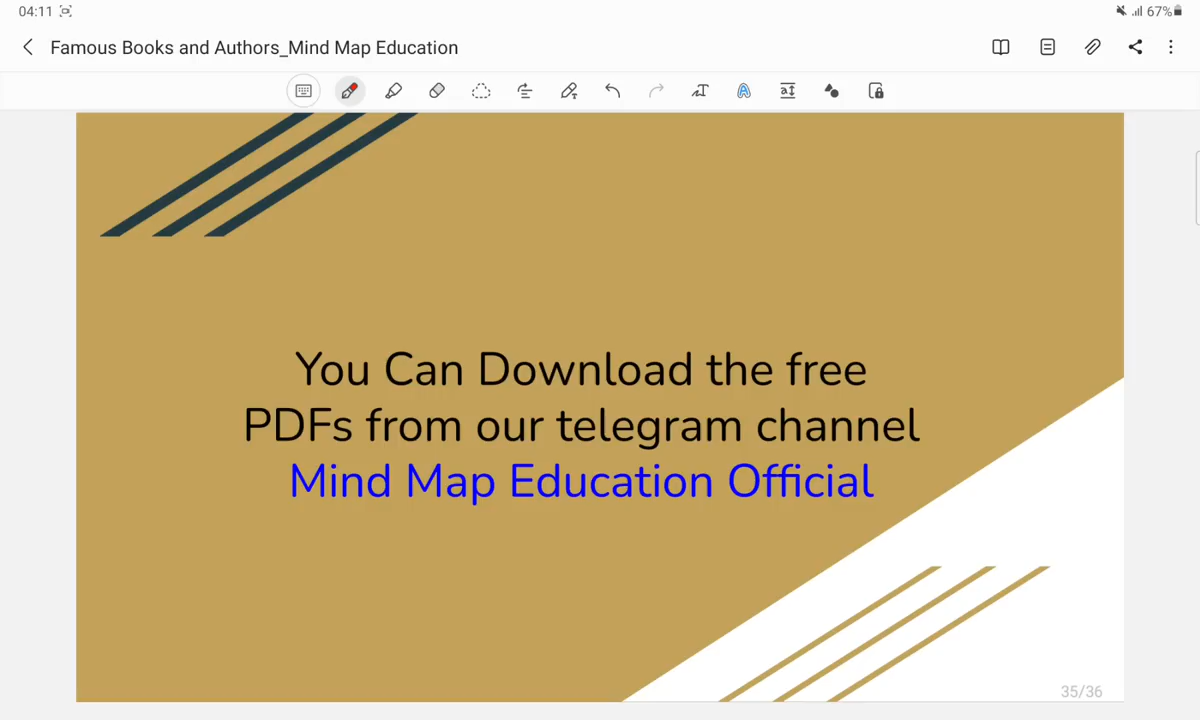 04:11
67%
Famous Books and Authors_Mind Map Education
You Can Download the free
PDFs from our telegram channel
Mind Map Education Official
35/36